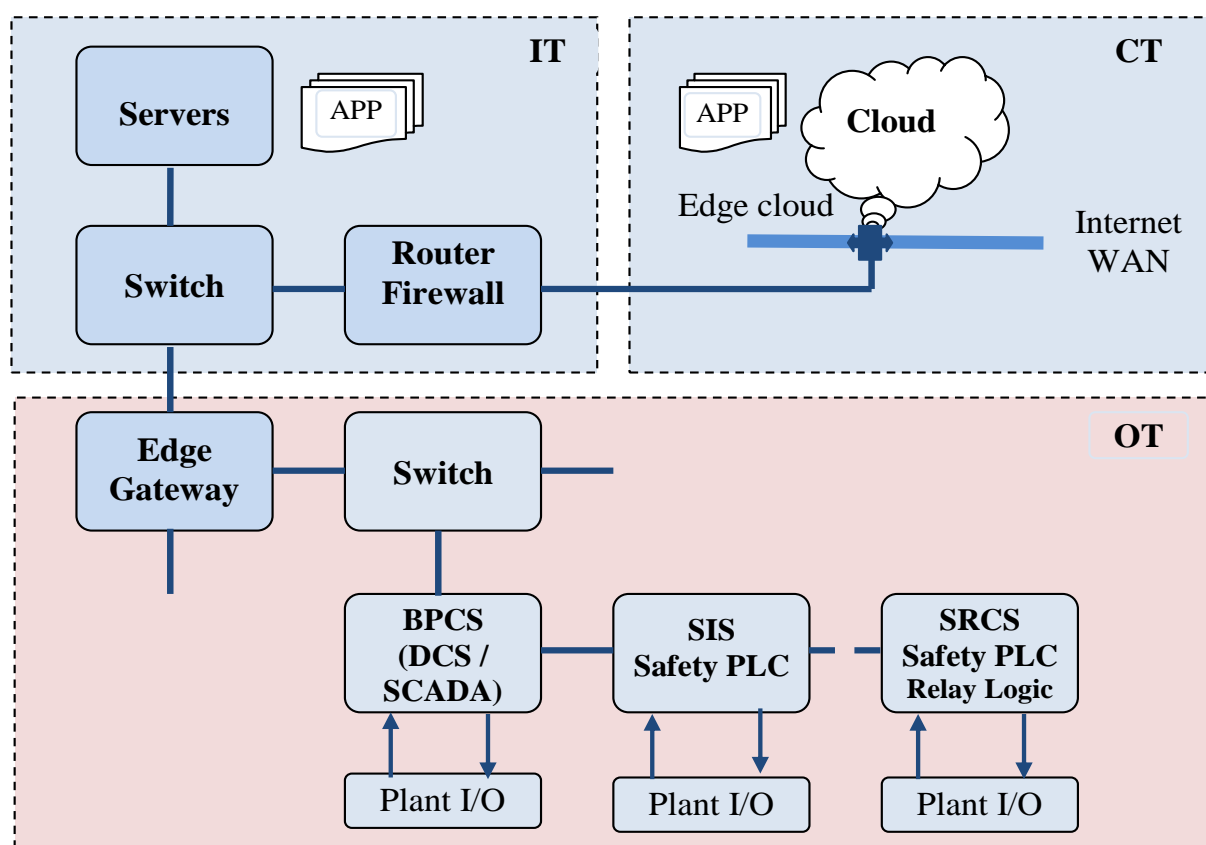 IT
Servers
APP
Switch
Router
Firewall
CT
APP
Cloud
Edge cloud
Internet
WAN
OT
Edge
Gateway
Switch
BPCS
(DCS /
SCADA)
SIS
Safety PLC
SRCS
Safety PLC
Relay Logic
Plant I/O
Plant I/O
Plant I/O